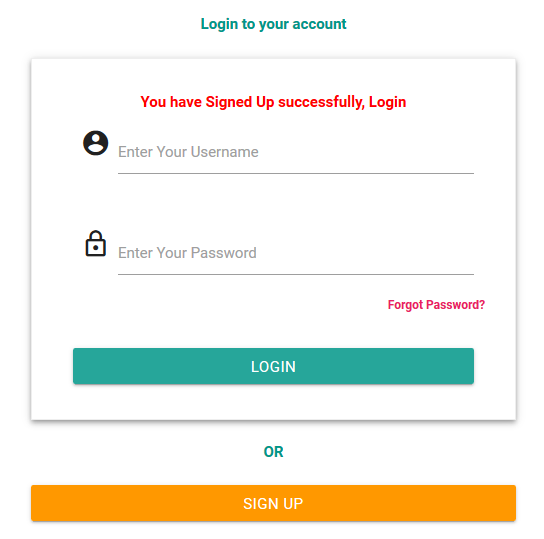 Login to your account
You have Signed Up successfully, Login
Enter Your Username
Enter Your Password
Forgot Password?
LOGIN
OR
SIGN UP